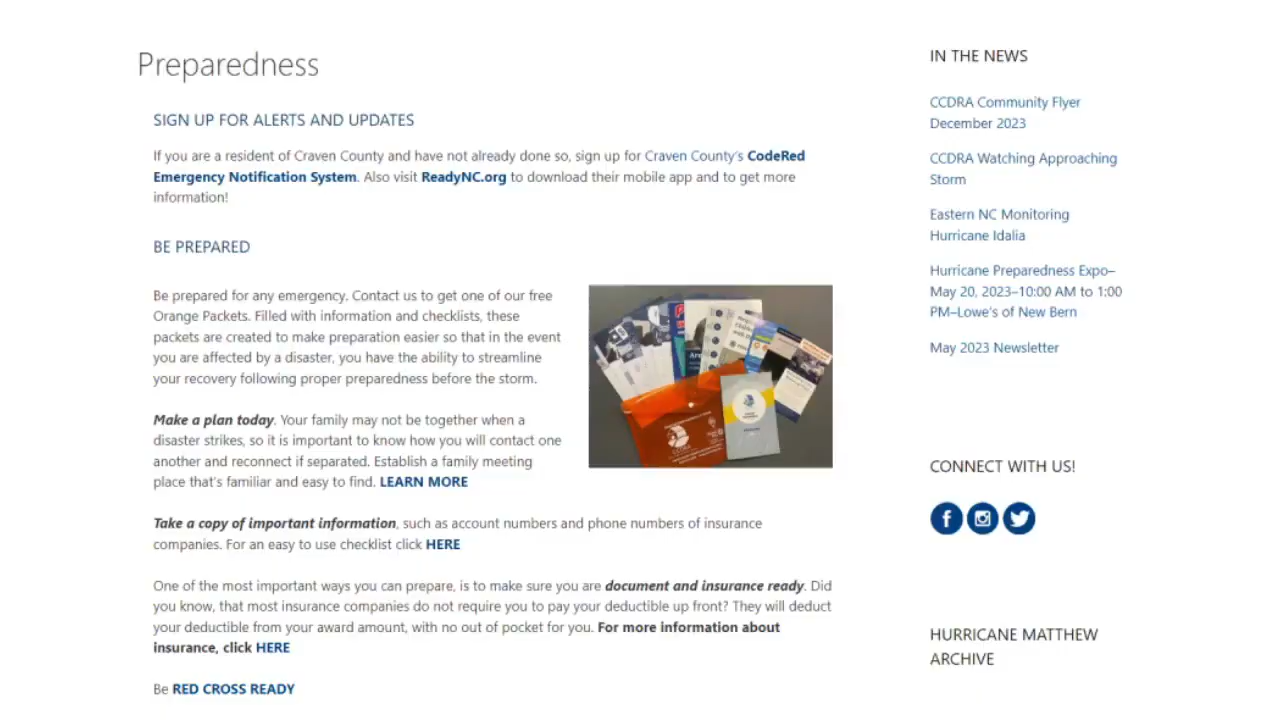 Preparedness
SIGN UP FOR ALERTS AND UPDATES
If you are a resident of Craven County and have not already done so, sign up for Craven County's CodeRed
Emergency Notification System. Also visit ReadyNC.org to download their mobile app and to get more
information!
BE PREPARED
Be prepared for any emergency. Contact us to get one of our free
Orange Packets. Filled with information and checklists, these
packets are created to make preparation easier so that in the event
you are affected by a disaster, you have the ability to streamline
your recovery following proper preparedness before the storm.
Make a plan today. Your family may not be together when a
disaster strikes, so it is important to know how you will contact one
another and reconnect if separated. Establish a family meeting
place that's familiar and easy to find. LEARN MORE
Take a copy of important information, such as account numbers and phone numbers of insurance
companies. For an easy to use checklist click HERE
One of the most important ways you can prepare, is to make sure you are document and insurance ready. Did
you know, that most insurance companies do not require you to pay your deductible up front? They will deduct
your deductible from your award amount, with no out of pocket for you. For more information about
insurance, click HERE
Be RED CROSS READY
IN THE NEWS
CCDRA Community Flyer
December 2023
CCDRA Watching Approaching
Storm
Eastern NC Monitoring
Hurricane Idalia
Hurricane Preparedness Expo–
May 20, 2023–10:00 AM to 1:00
PM–Lowe's of New Bern
May 2023 Newsletter
CONNECT WITH US!
HURRICANE MATTHEW
ARCHIVE